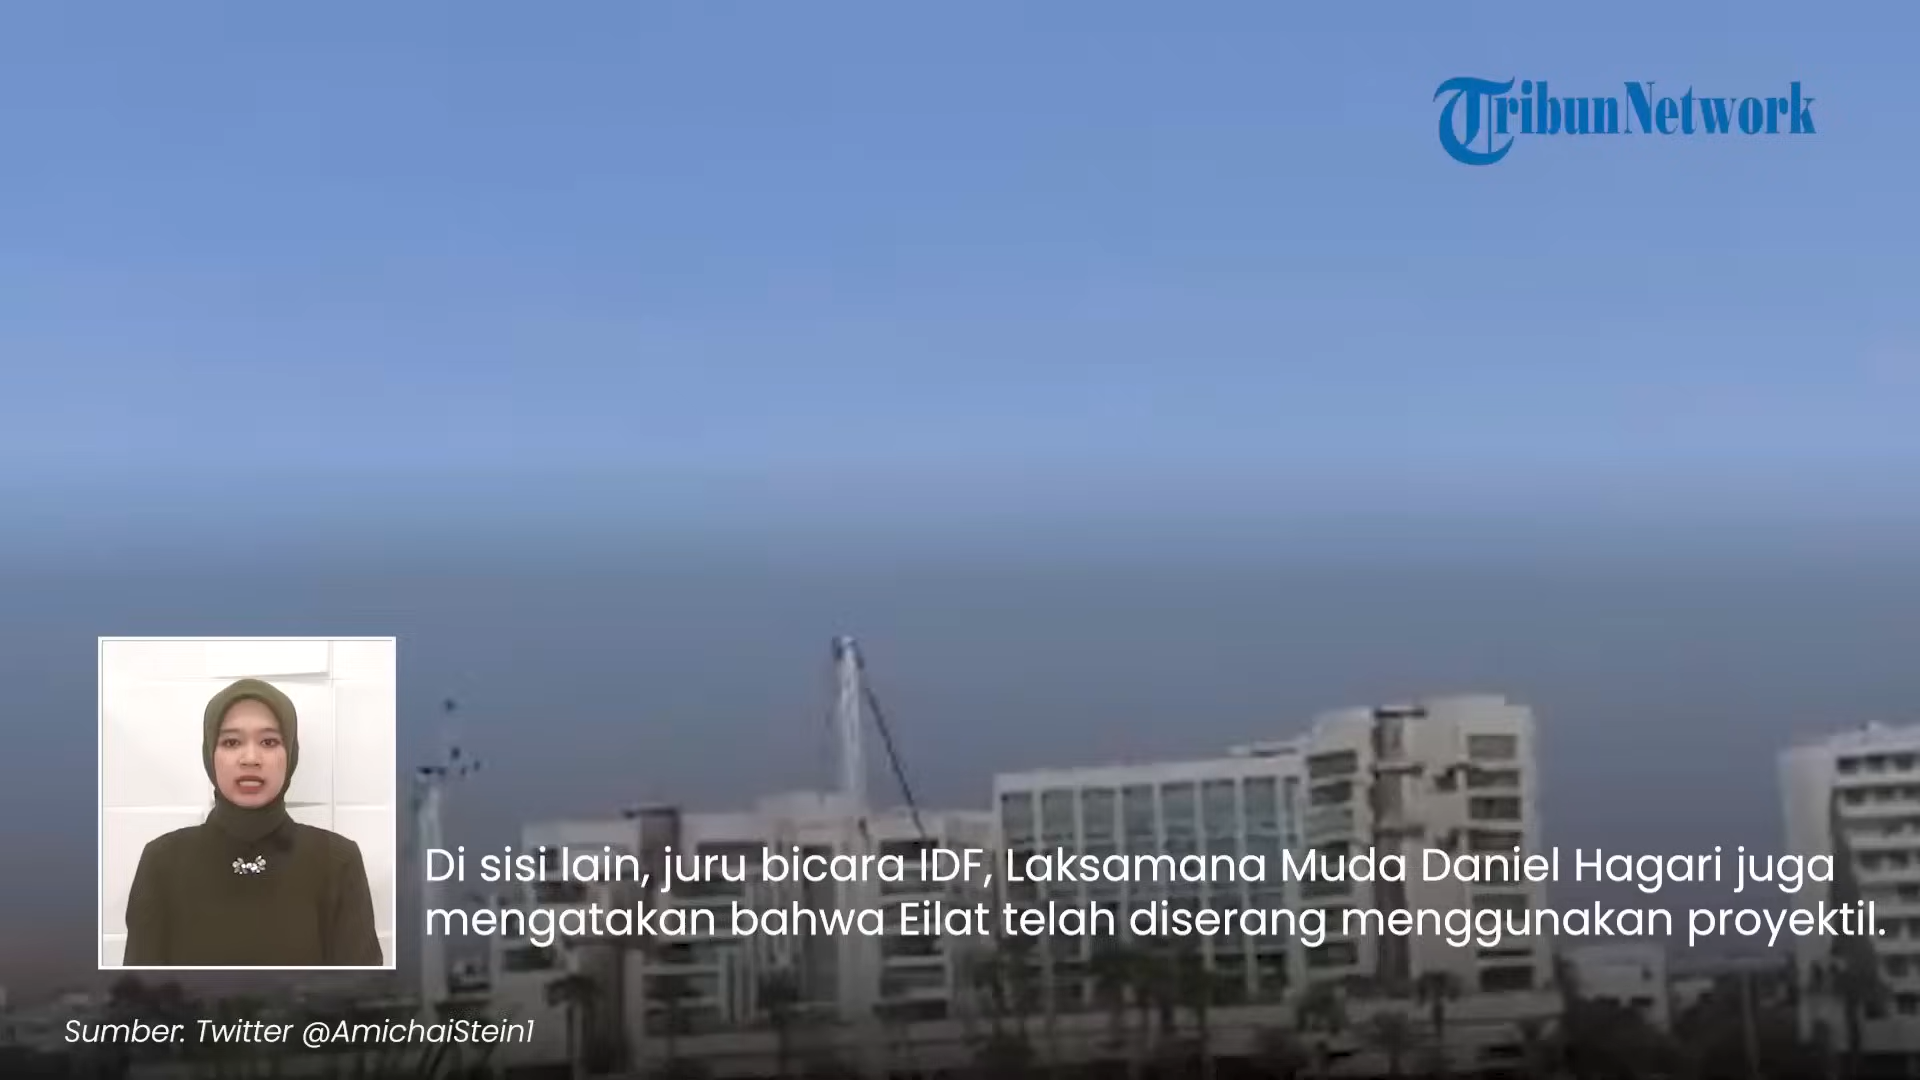 TribunNetwork
Di sisi lain, juru bicara IDF, Laksamana Muda Daniel Hagari juga
mengatakan bahwa Eilat telah diserang menggunakan proyektil.
Sumber: Twitter @AmichaiStein1